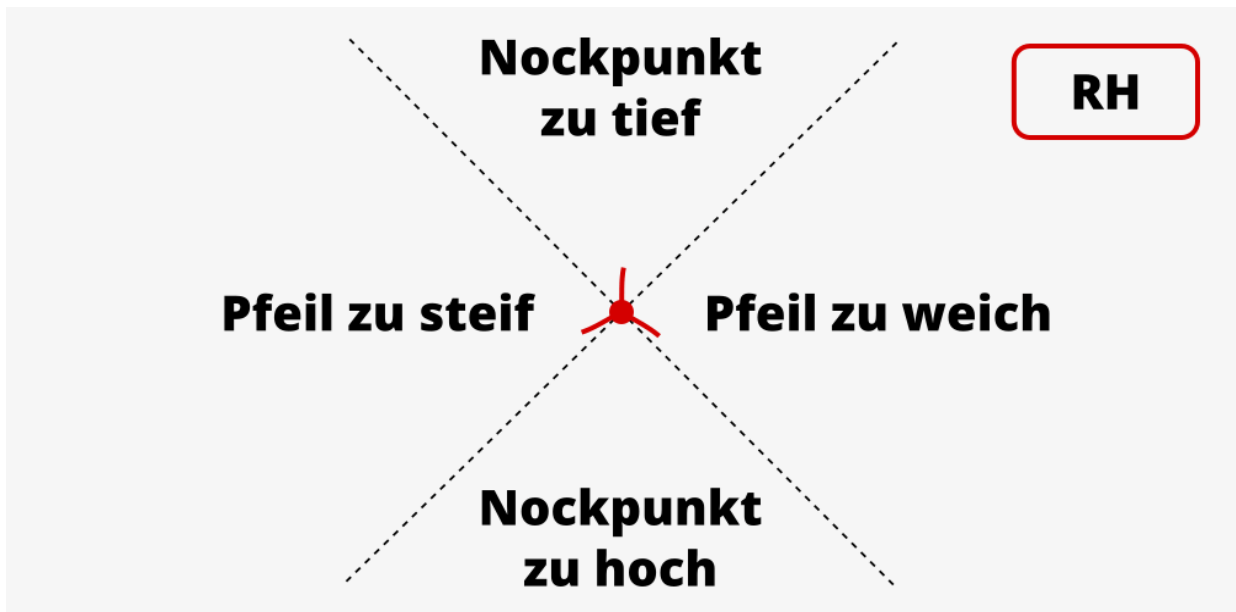 Nockpunkt
zu tief
RH
Pfeil zu steif
Pfeil zu weich
Nockpunkt
zu hoch